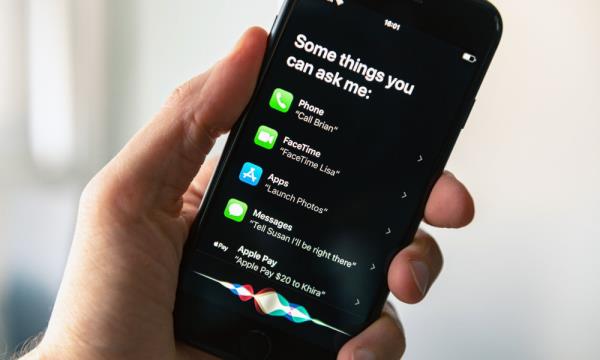 16:01
Some things you
can ask me:
Phone
"Call Brian"
FaceTime
"FaceTime Lisa"
Apps
"Launch Photos"
Messages
"Tell Susan I'll be right there"
Pay
Apple Pay
"Apple Pay $20 to Khira"